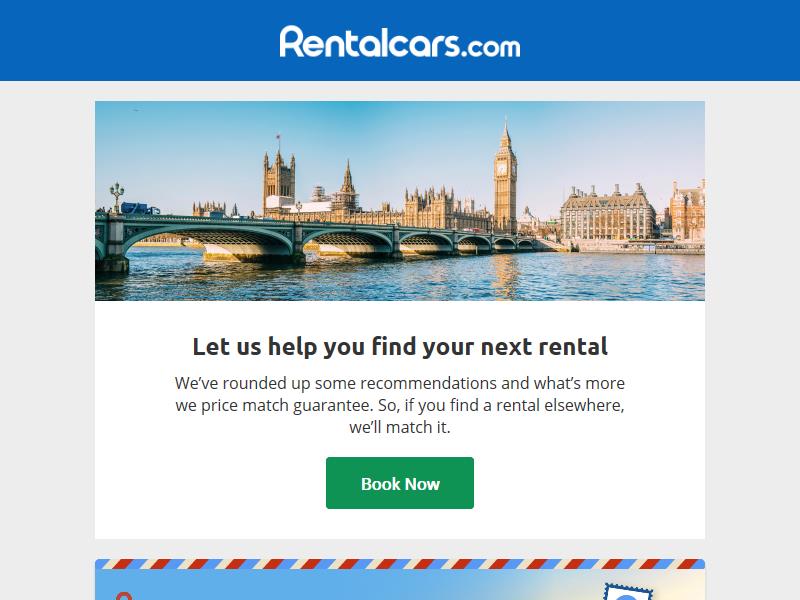 Rentalcars.com
Let us help you find your next rental
We’ve rounded up some recommendations and what’s more
we price match guarantee. So, if you find a rental elsewhere,
we’ll match it.
Book Now